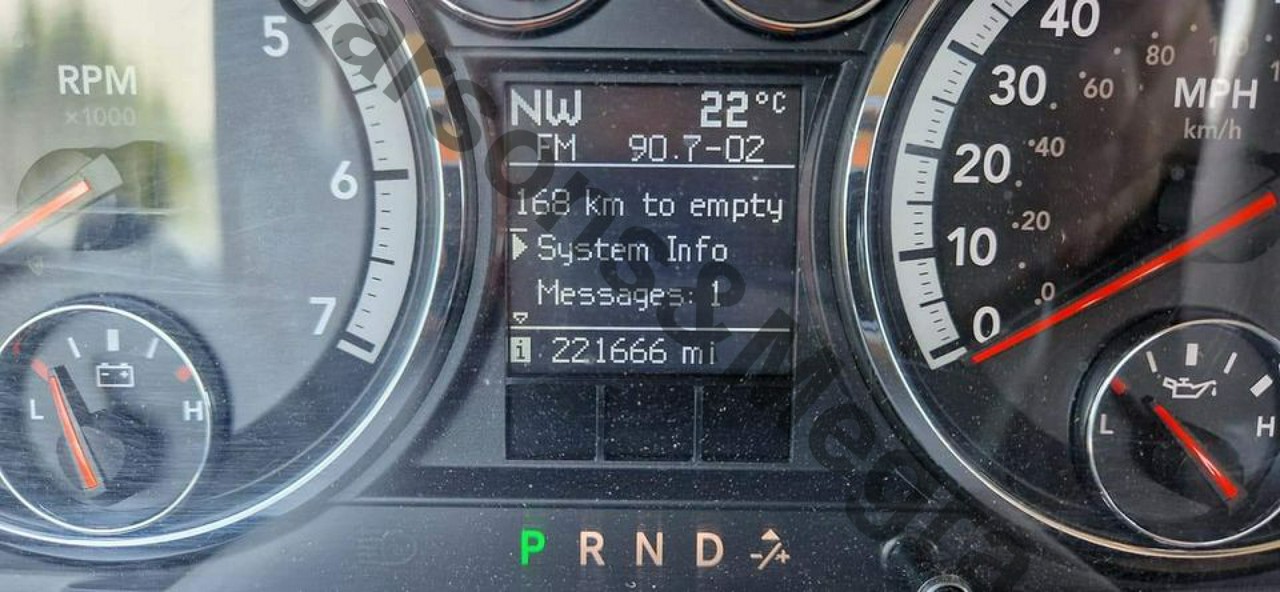 5
6
7
RPM
×1000
L
H
NW 22°C
FM 90.7-02
168 km to empty
System Info
Messages: 1
i 221666 mi
P R N D -/+
40
30
20
10
0
80
60
40
20
0
MPH
km/h
L
H